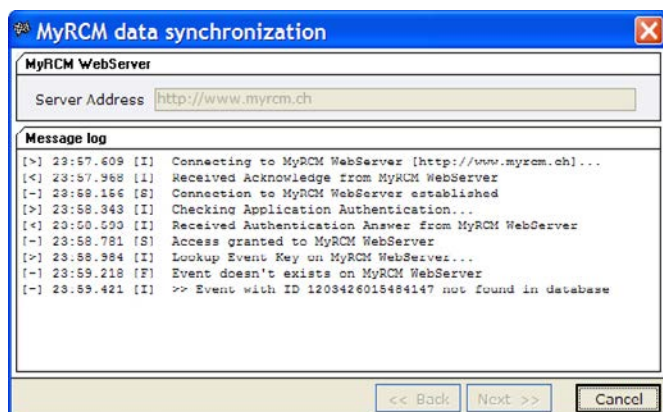 MyRCM data synchronization
MyRCM WebServer
Server Address http://www.myrcm.ch
Message log
[>] 23:57.609 [I] Connecting to MyRCM WebServer [http://www.myrcm.ch]...
[<] 23:57.968 [I] Received Acknowledge from MyRCM WebServer
[-] 23:58.156 [S] Connection to MyRCM WebServer established
[>] 23:58.343 [I] Checking Application Authentication...
[<] 23:58.593 [I] Received Authentication Answer from MyRCM WebServer
[-] 23:58.781 [S] Access granted to MyRCM WebServer
[>] 23:58.984 [I] Lookup Event Key on MyRCM WebServer...
[-] 23:59.218 [F] Event doesn't exists on MyRCM WebServer
[-] 23:59.421 [I] >> Event with ID 1203426015484147 not found in database
<< Back Next >> Cancel